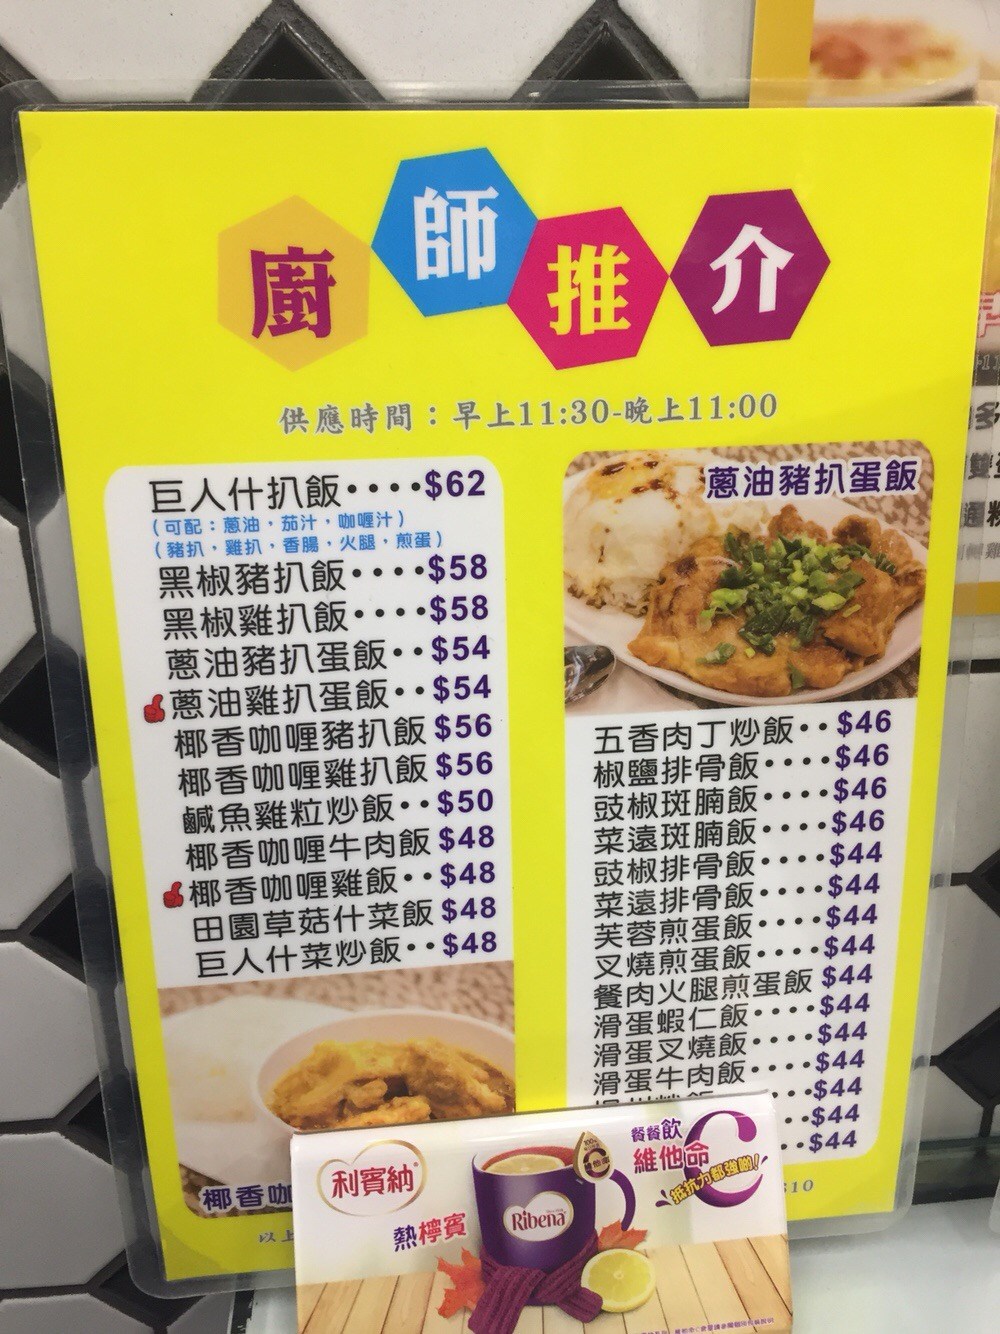 廚師推介
供應時間：早上11:30-晚上11:00
巨人什扒飯････$62
(可配：蔥油，茄汁，咖喱汁)
(豬扒，雞扒，香腸，火腿，煎蛋)
黑椒豬扒飯････$58
黑椒雞扒飯････$58
蔥油豬扒蛋飯･･$54
蔥油雞扒蛋飯･･$54
椰香咖喱豬扒飯 $56
椰香咖喱雞扒飯 $56
鹹魚雞粒炒飯･･$50
椰香咖喱牛肉飯 $48
椰香咖喱雞飯･･$48
田園草菇什菜飯 $48
巨人什菜炒飯･･$48
椰香咖
以上
蔥油豬扒蛋飯
五香肉丁炒飯･･$46
椒鹽排骨飯････$46
豉椒斑腩飯････$46
菜遠斑腩飯････$46
豉椒排骨飯････$44
菜遠排骨飯････$44
芙蓉煎蛋飯････$44
叉燒煎蛋飯････$44
餐肉火腿煎蛋飯 $44
滑蛋蝦仁飯････$44
滑蛋叉燒飯････$44
滑蛋牛肉飯････$44
$44
$44
$44
$10
利賓納
熱檸賓
Ribena
餐餐飲
維他命C
抵抗力都強啲!